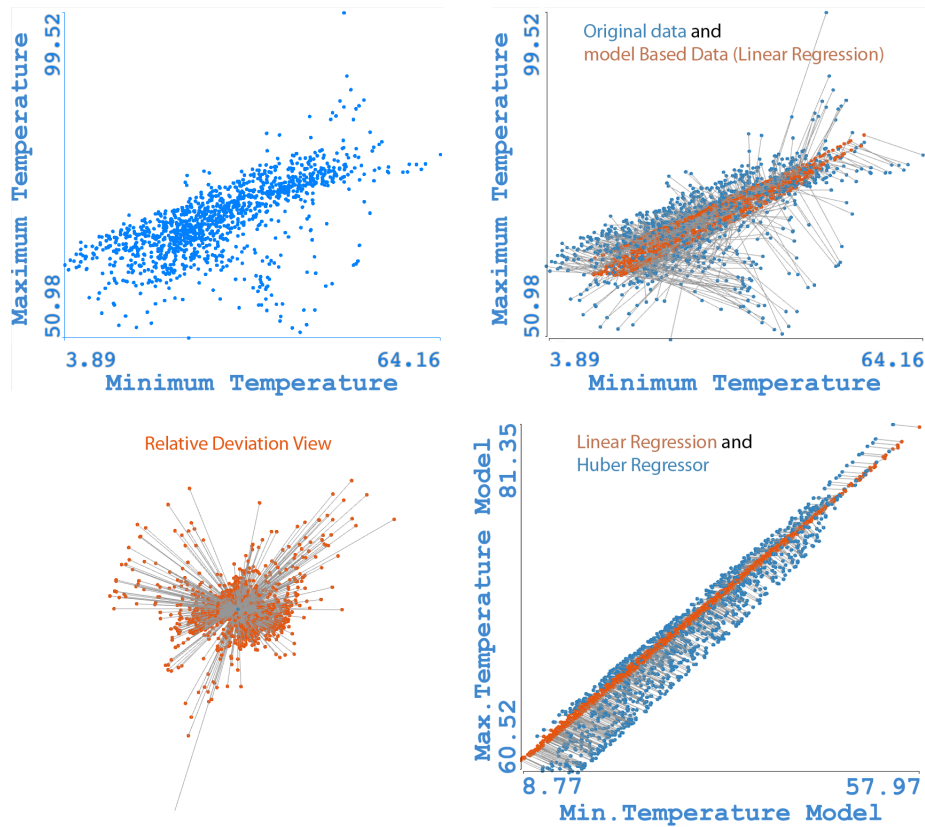 99.52
Maximum Temperature
50.98
3.89
64.16
Minimum Temperature
Original data and
model Based Data (Linear Regression)
99.52
Maximum Temperature
50.98
3.89
64.16
Minimum Temperature
Relative Deviation View
Linear Regression and
Huber Regressor
81.35
Max.Temperature Model
60.52
8.77
57.97
Min.Temperature Model